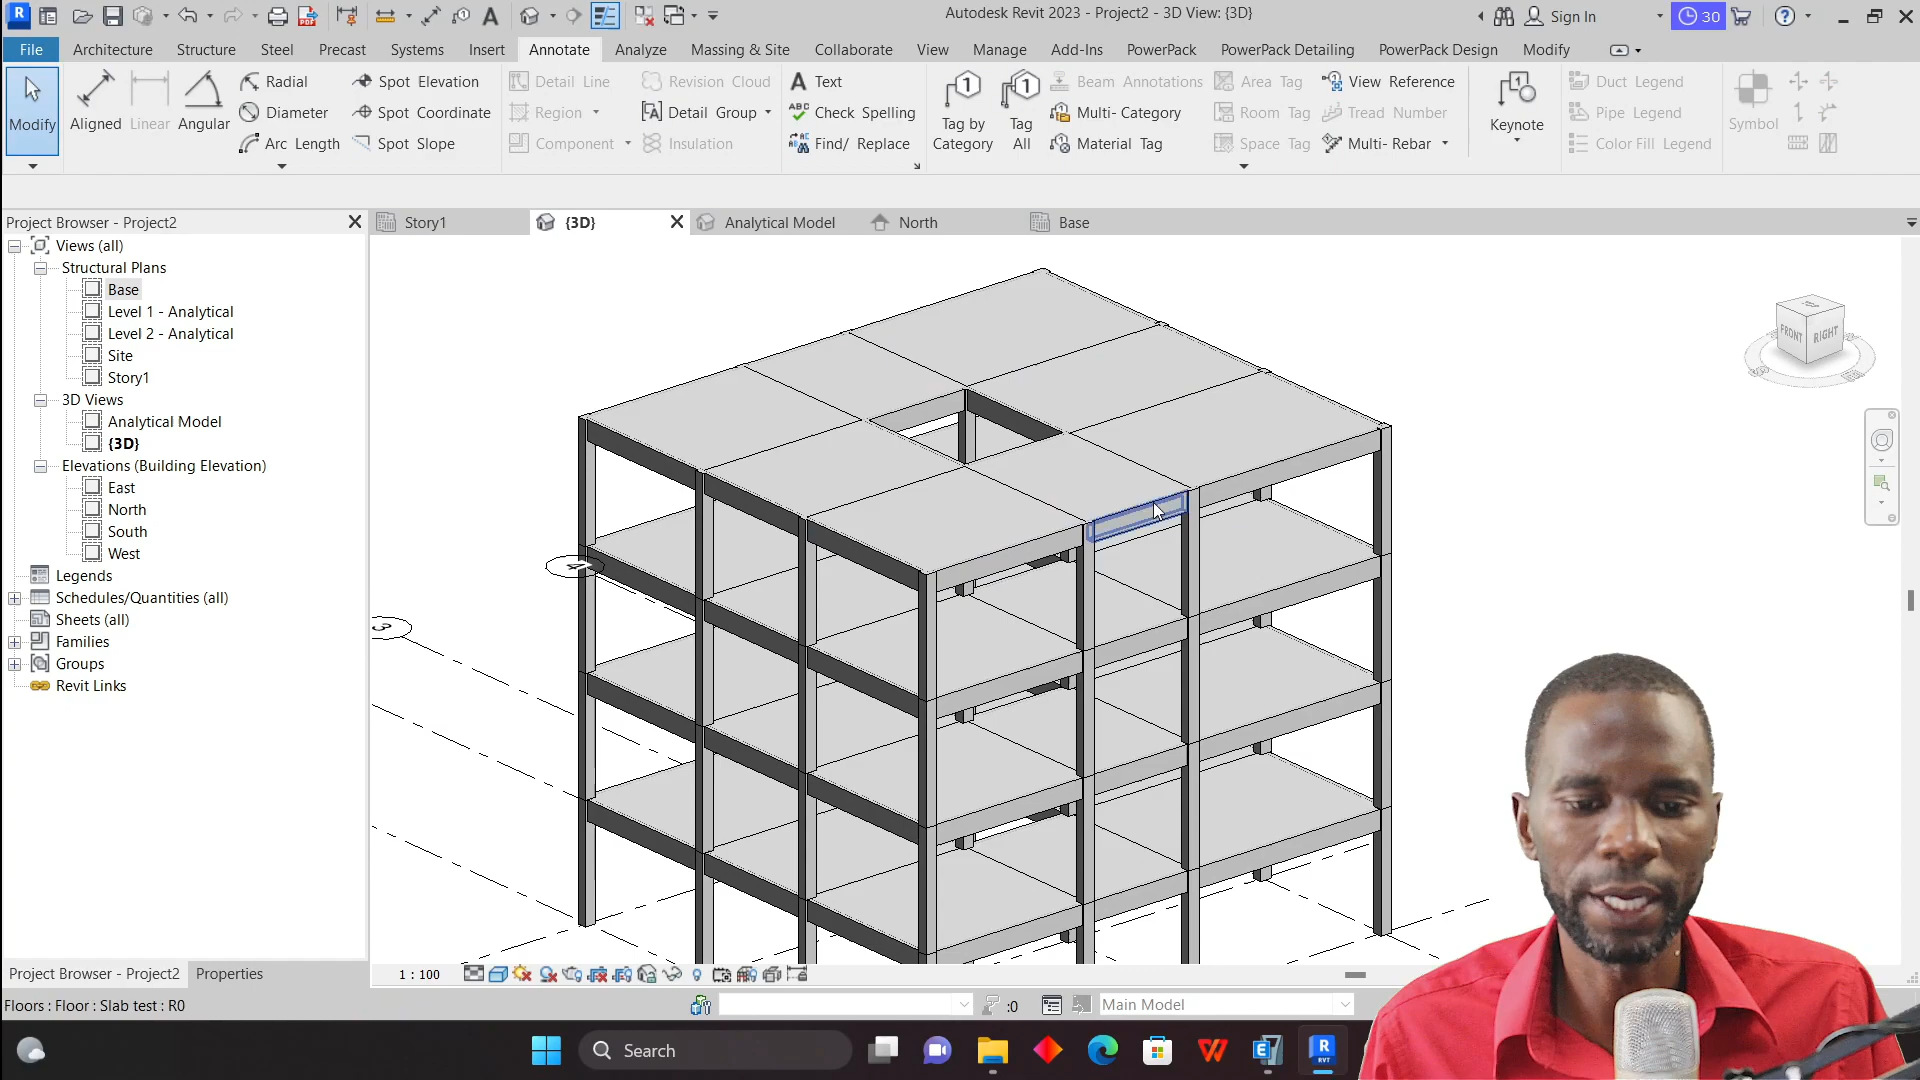 Autodesk Revit 2023 - Project2 - 3D View: {3D}
Sign In
30
File Architecture Structure Steel Precast Systems Insert Annotate Analyze Massing & Site Collaborate View Manage Add-Ins PowerPack PowerPack Detailing PowerPack Design Modify
Modify
Aligned
Linear
Angular
Radial
Diameter
Arc Length
Spot Elevation
Spot Coordinate
Spot Slope
Detail Line
Region
Component
Revision Cloud
Detail Group
Insulation
A Text
ABC Check Spelling
Find/ Replace
Tag by
Category
Tag
All
Beam Annotations
Multi- Category
Material Tag
Area Tag
Room Tag
Space Tag
View Reference
Tread Number
Multi- Rebar
Keynote
Duct Legend
Pipe Legend
Color Fill Legend
Symbol
Project Browser - Project2
Story1
{3D}
Analytical Model
North
Base
Views (all)
Structural Plans
Base
Level 1 - Analytical
Level 2 - Analytical
Site
Story1
3D Views
Analytical Model
{3D}
Elevations (Building Elevation)
East
North
South
West
Legends
Schedules/Quantities (all)
Sheets (all)
Families
Groups
Revit Links
FRONT
RIGHT
4
3
Project Browser - Project2
Properties
1 : 100
Floors : Floor : Slab test : R0
:0
Main Model
Search